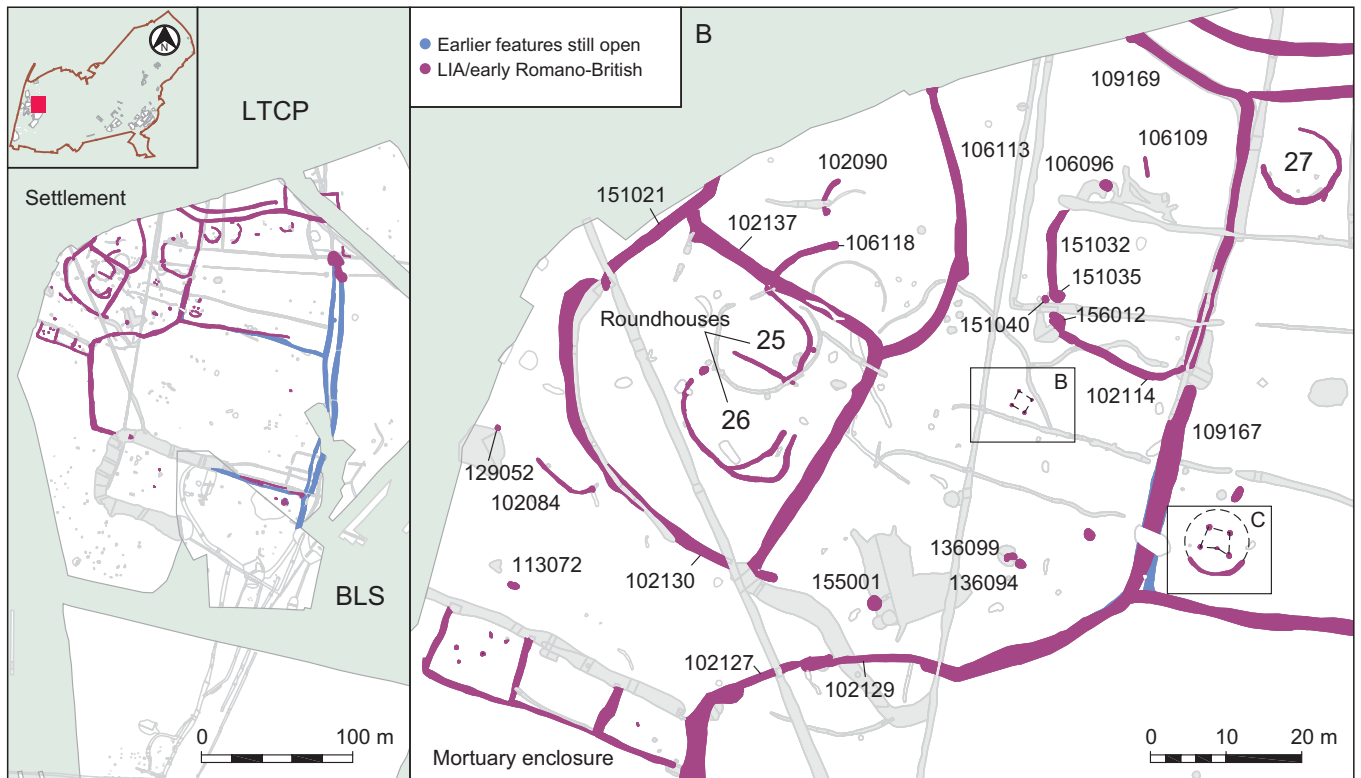 N
LTCP
Settlement
BLS
0
100 m
Earlier features still open
LIA/early Romano-British
B
109169
106109
27
102090
106113
106096
151021
102137
106118
151032
151035
Roundhouses
25
151040
156012
26
B
102114
109167
129052
102084
C
136099
113072
102130
155001
136094
102127
102129
Mortuary enclosure
0
10
20 m